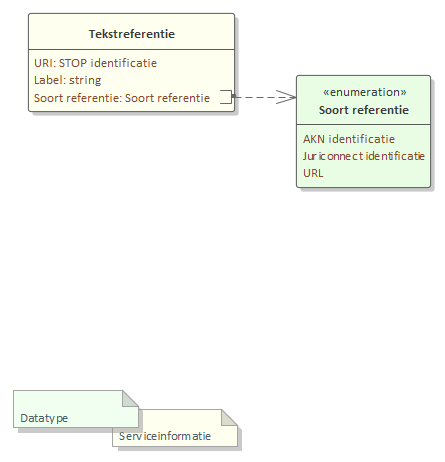 Tekstreferentie
URI: STOP identificatie
Label: string
Soort referentie: Soort referentie
«enumeration»
Soort referentie
AKN identificatie
Juriconnect identificatie
URL
Datatype
Serviceinformatie